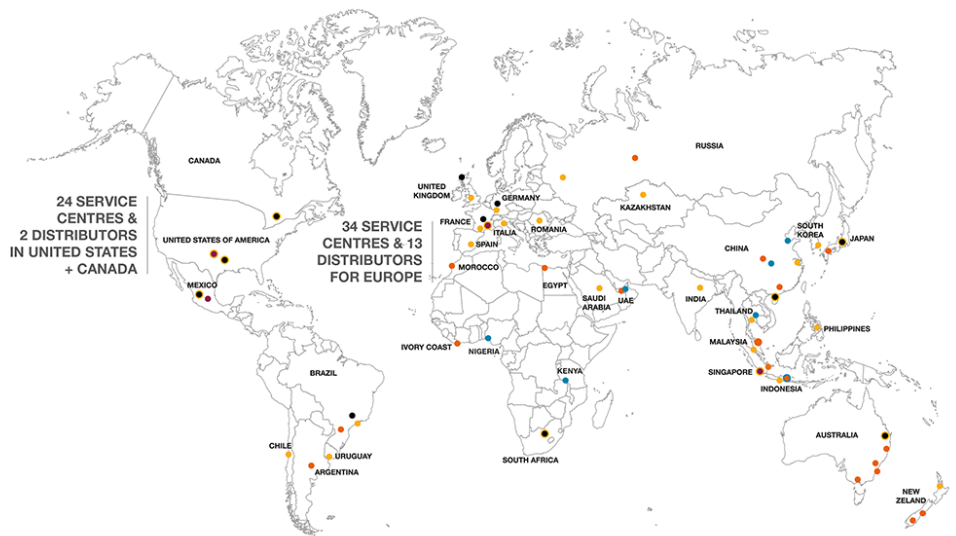 RUSSIA
CANADA
UNITED
KINGDOM
GERMANY
KAZAKHSTAN
24 SERVICE
CENTRES &
2 DISTRIBUTORS
IN UNITED STATES
+ CANADA
FRANCE
ITALIA
ROMANIA
34 SERVICE
CENTRES & 13
DISTRIBUTORS
FOR EUROPE
SOUTH
KOREA
JAPAN
UNITED STATES OF AMERICA
SPAIN
CHINA
MOROCCO
MEXICO
EGYPT
SAUDI
ARABIA
UAE
INDIA
THAILAND
PHILIPPINES
IVORY COAST
NIGERIA
MALAYSIA
BRAZIL
KENYA
SINGAPORE
INDONESIA
AUSTRALIA
CHILE
URUGUAY
ARGENTINA
SOUTH AFRICA
NEW
ZELAND